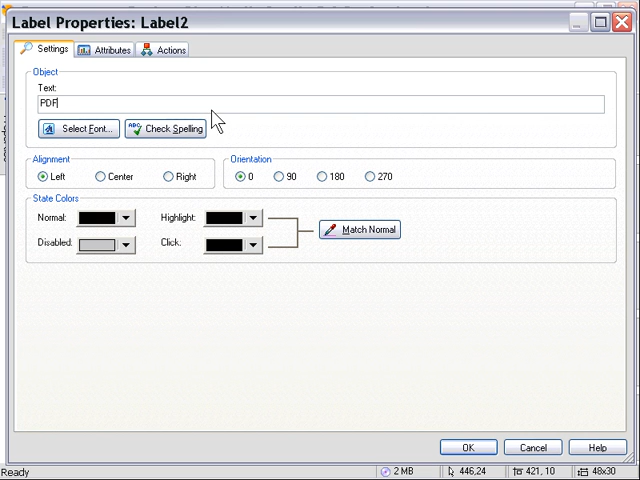 Label Properties: Label2
Settings
Attributes
Actions
Object
Text:
PDF
Select Font...
ABC
Check Spelling
Alignment
Left
Center
Right
Orientation
0
90
180
270
State Colors
Normal:
Highlight:
Disabled:
Click:
Match Normal
OK
Cancel
Help
Ready
2 MB
446,24
421, 10
48x30